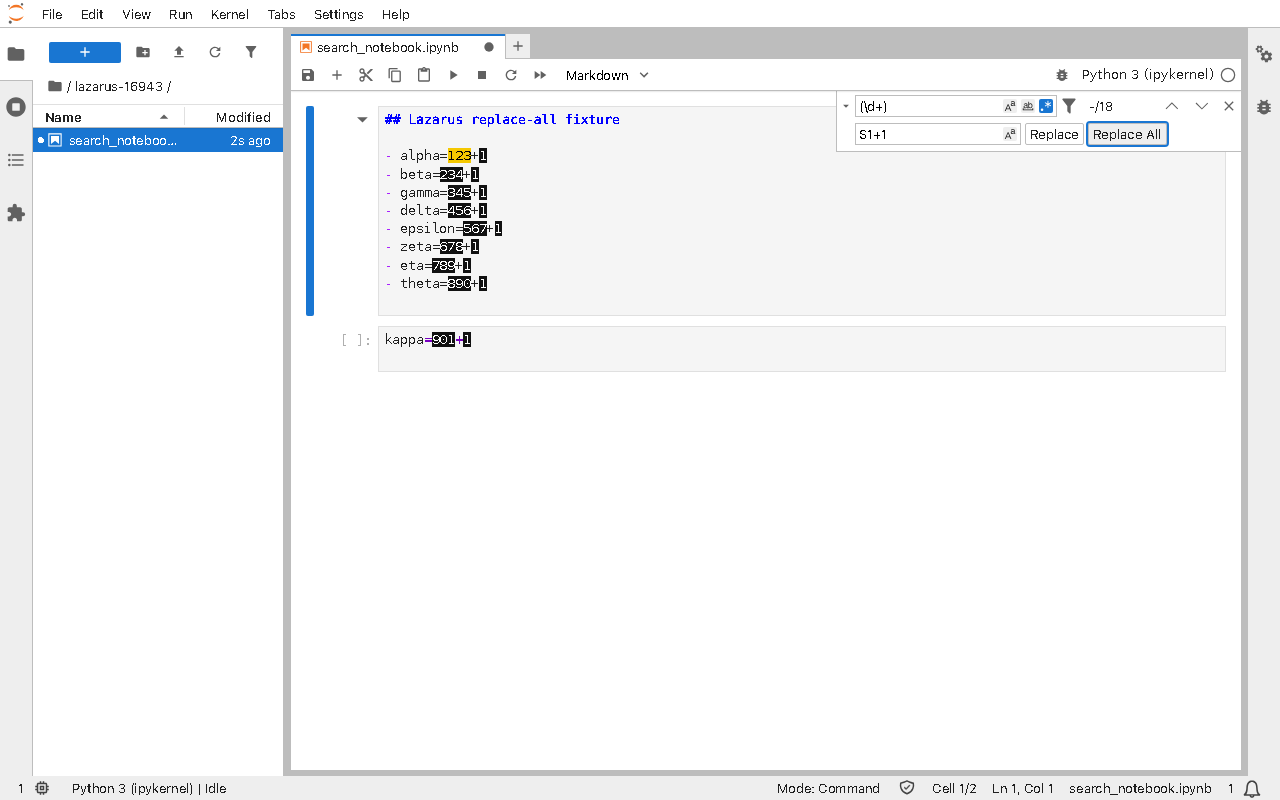 File Edit View Run Kernel Tabs Settings Help
+
/ lazarus-16943 /
Name Modified
search_noteboo... 2s ago
search_notebook.ipynb
+
Markdown
Python 3 (ipykernel)
(\d+) Aª ab .* -/18
S1+1 Aª Replace Replace All
## Lazarus replace-all fixture
- alpha=123+1
- beta=234+1
- gamma=345+1
- delta=456+1
- epsilon=567+1
- zeta=678+1
- eta=789+1
- theta=890+1
[ ]: kappa=901+1
1 Python 3 (ipykernel) | Idle Mode: Command Cell 1/2 Ln 1, Col 1 search_notebook.ipynb 1